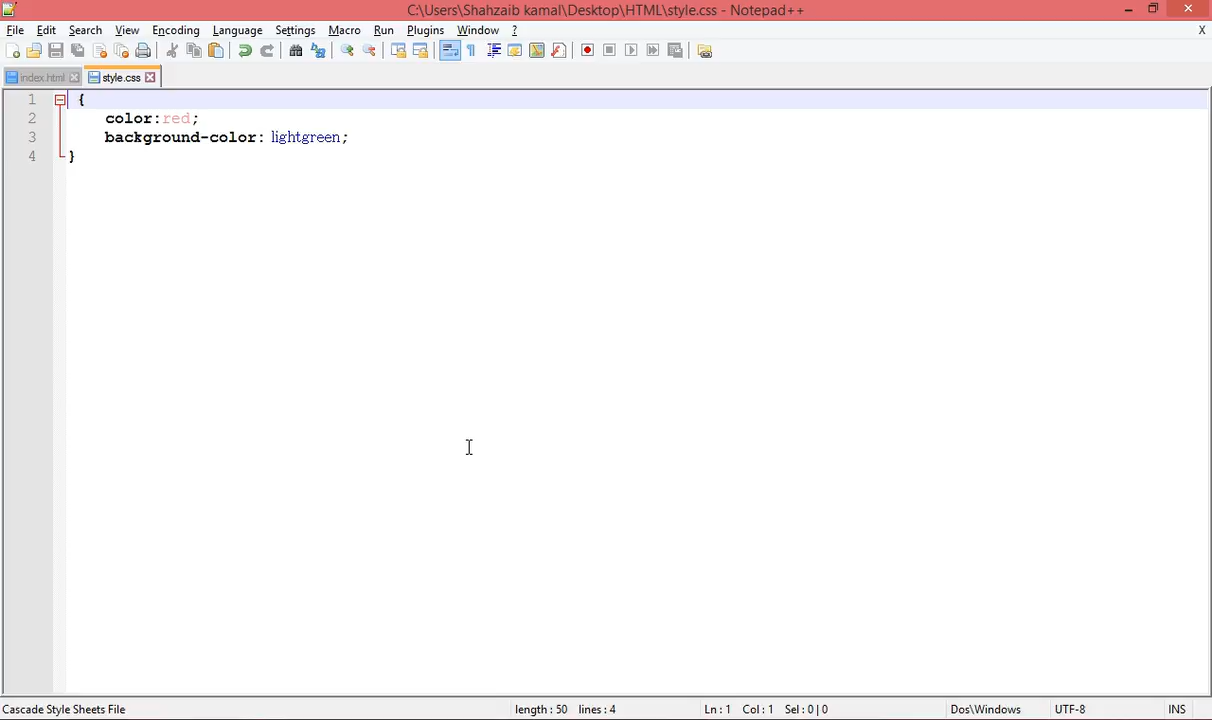 C:\Users\Shahzaib kamal\Desktop\HTML\style.css - Notepad++
File Edit Search View Encoding Language Settings Macro Run Plugins Window ? X
index.html style.css
1 {
2 color:red;
3 background-color: lightgreen;
4 }
Cascade Style Sheets File length : 50 lines : 4 Ln : 1 Col : 1 Sel : 0 | 0 Dos\Windows UTF-8 INS